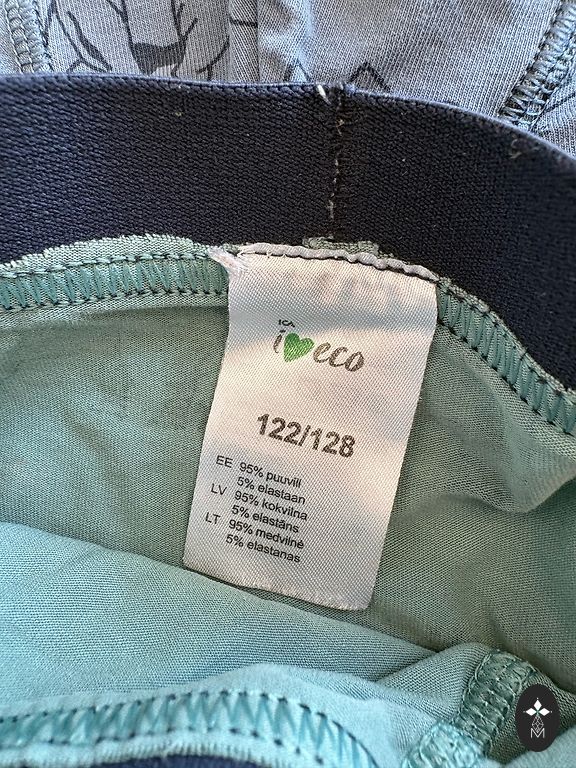 ICA
i eco
122/128
EE 95% puuvill
5% elastaan
LV 95% kokvilna
5% elastāns
LT 95% medvilnė
5% elastanas
M